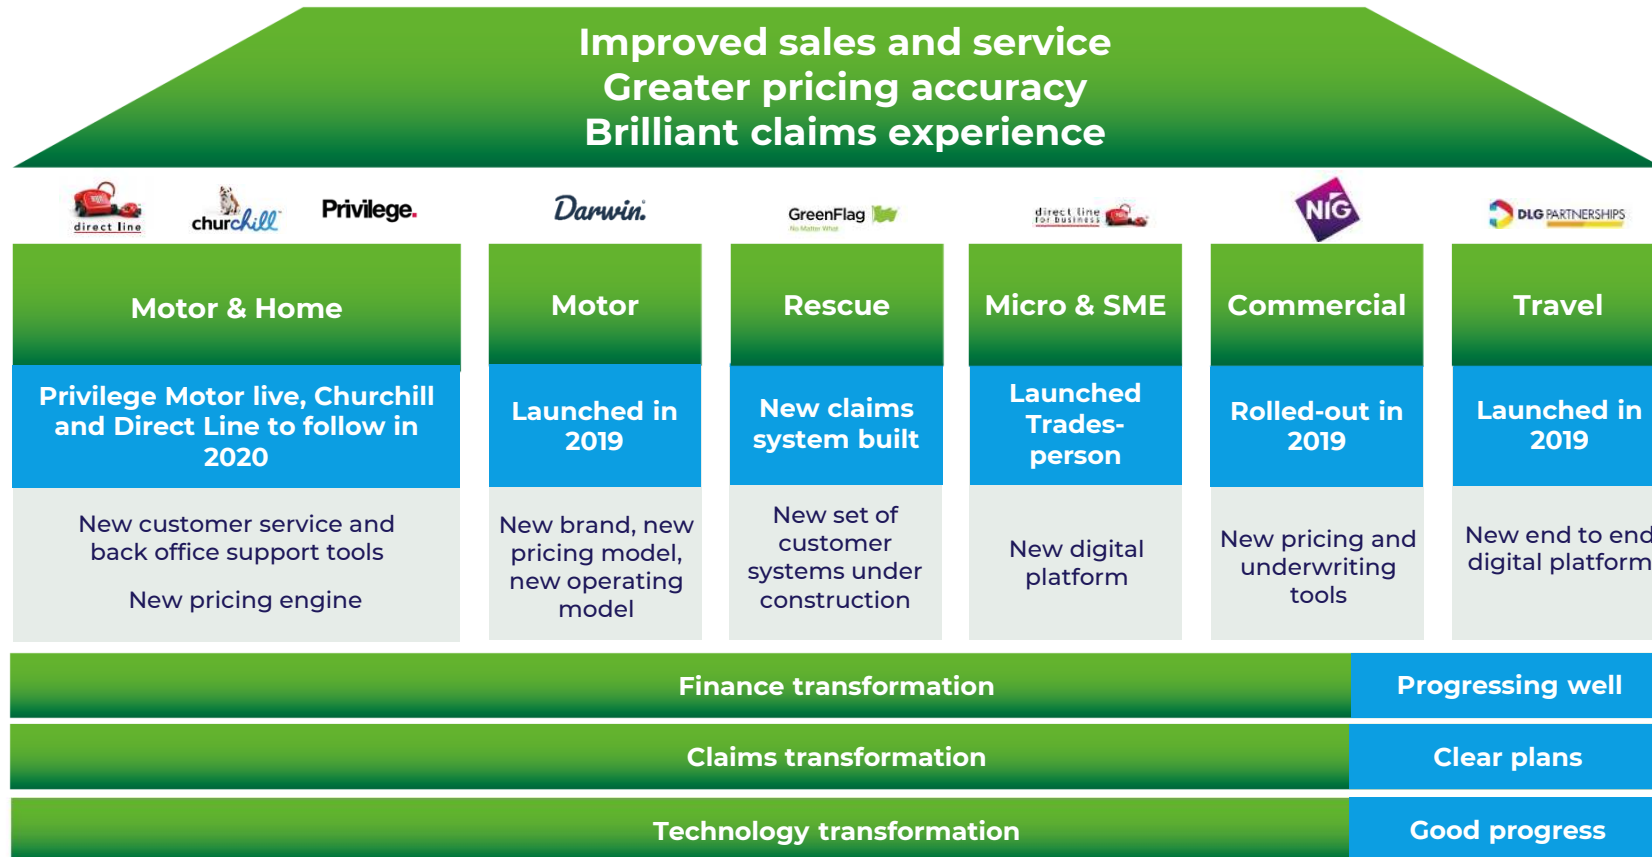 Improved sales and service
Greater pricing accuracy
Brilliant claims experience
direct line
churchill
Privilege.
Darwin.
GreenFlag
No Matter What
direct line
for business
NIG
DLG PARTNERSHIPS
Motor & Home
Motor
Rescue
Micro & SME
Commercial
Travel
Privilege Motor live, Churchill
and Direct Line to follow in
2020
Launched in
2019
New claims
system built
Launched
Trades-
person
Rolled-out in
2019
Launched in
2019
New customer service and
back office support tools
New pricing engine
New brand, new
pricing model,
new operating
model
New set of
customer
systems under
construction
New digital
platform
New pricing and
underwriting
tools
New end to end
digital platform
Finance transformation
Progressing well
Claims transformation
Clear plans
Technology transformation
Good progress